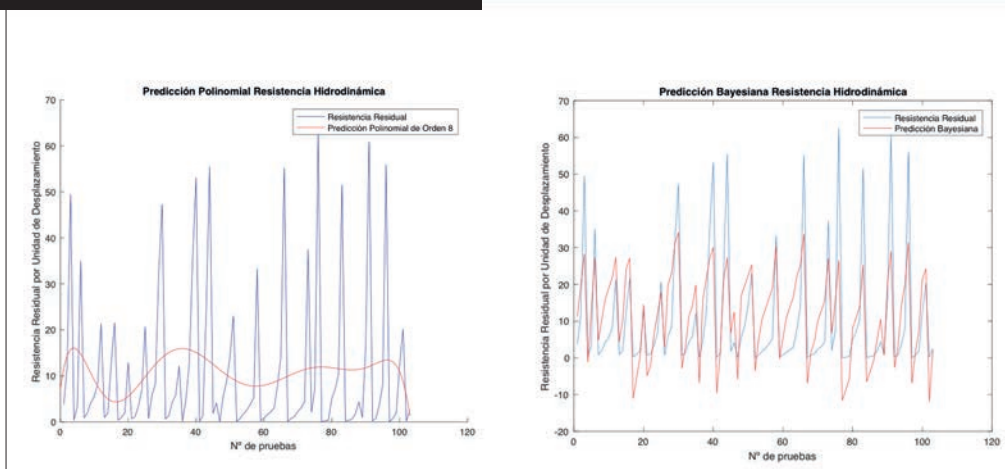 Predicción Polinomial Resistencia Hidrodinámica
Resistencia Residual
Predicción Polinomial de Orden 8
Resistencia Residual por Unidad de Desplazamiento
70
60
50
40
30
20
10
0
0 20 40 60 80 100 120
Nº de pruebas
Predicción Bayesiana Resistencia Hidrodinámica
Resistencia Residual
Predicción Bayesiana
Resistencia Residual por Unidad de Desplazamiento
70
60
50
40
30
20
10
0
-10
-20
0 20 40 60 80 100 120
Nº de pruebas